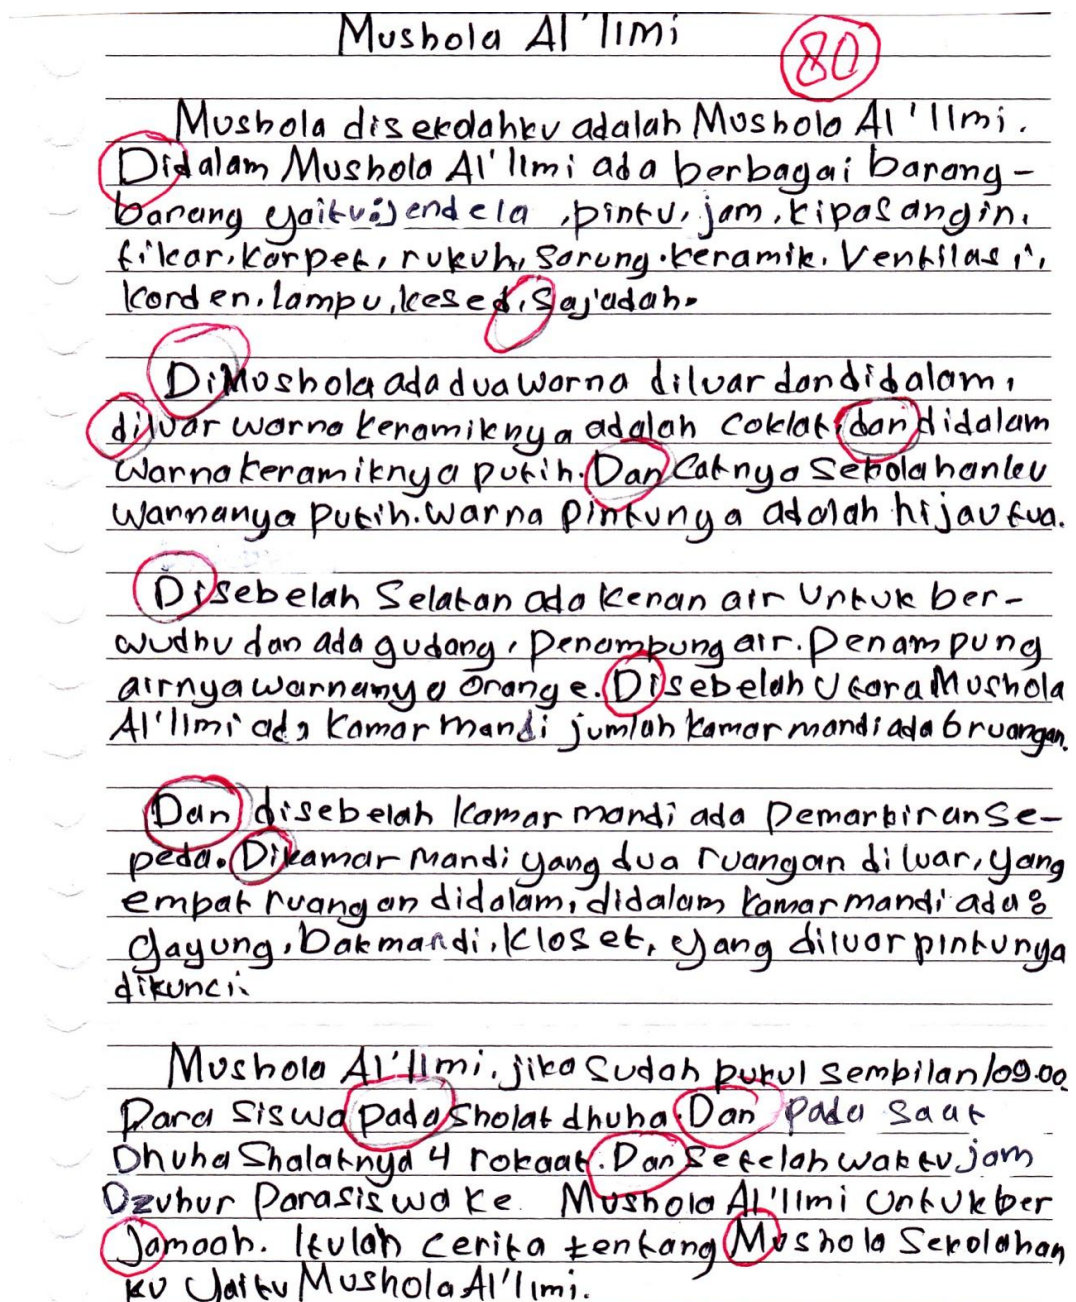 Mushola Al'Ilmi
80
Mushola disekolahku adalah Mushola Al'Ilmi.
Didalam Mushola Al'Ilmi ada berbagai barang-
barang yaitu: jendela, pintu, jam, kipas angin,
tikar, karpet, rukuh, sarung, keramik, Ventilasi,
korden, lampu, kesed, Sajadah.
DiMushola ada dua warna diluar dan didalam,
diluar warna keramiknya adalah coklat, dan didalam
warna keramiknya putih. Dan Catnya Sekolahanku
warnanya putih. warna pintunya adalah hijau tua.
Disebelah Selatan ada kenan air Untuk ber-
wudhu dan ada gudang, penampung air. Penampung
airnya warnanya Orange. Disebelah Utara Mushola
Al'Ilmi ada kamar mandi jumlah kamar mandi ada 6 ruangan.
Dan disebelah kamar mandi ada Pemarkiran Se-
peda. Dikamar Mandi yang dua ruangan diluar, yang
empat ruangan didalam, didalam kamar mandi ada:
Gayung, bak mandi, Kloset, yang diluar pintunya
dikunci.
Mushola Al'Ilmi, jika Sudah pukul sembilan/09.00
Para siswa pada Sholat dhuha. Dan pada saat
Dhuha Shalatnya 4 rokaat. Dan Setelah waktu jam
Dzuhur Para siswa ke Mushola Al'Ilmi Untuk ber
Jamaah. Itulah cerita tentang Mushola Sekolahan
ku yaitu Mushola Al'Ilmi.